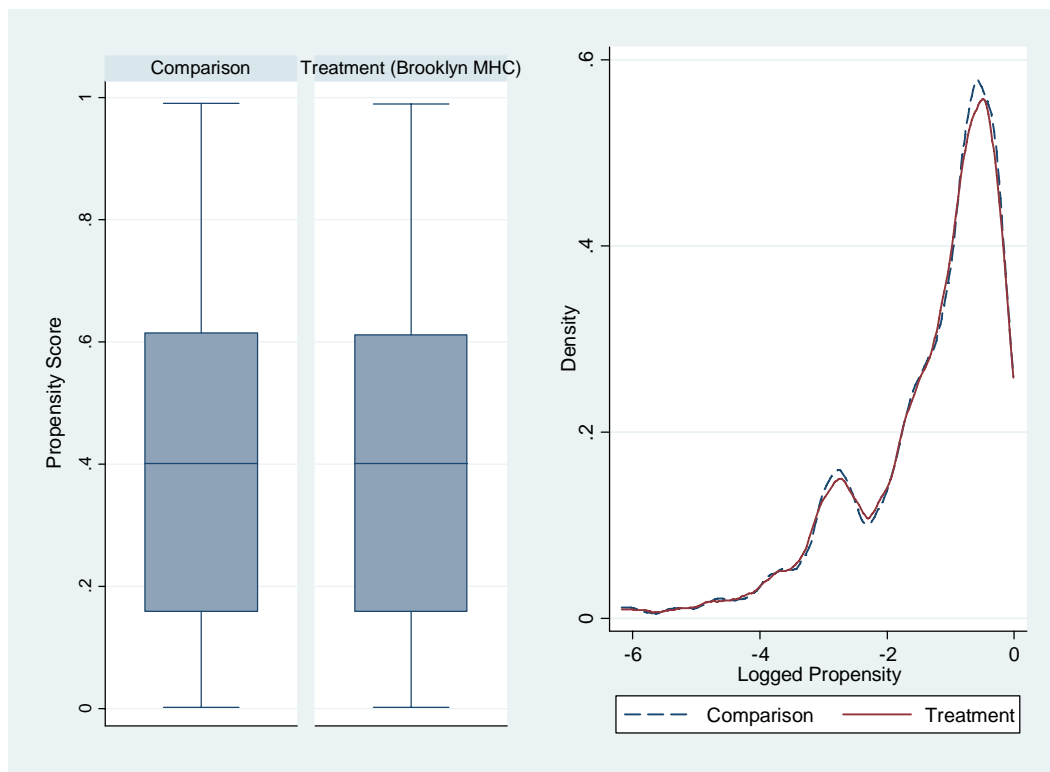 Comparison
Treatment (Brooklyn MHC)
Propensity Score
1
.8
.6
.4
.2
0
Density
.6
.4
.2
0
-6
-4
-2
0
Logged Propensity
Comparison
Treatment